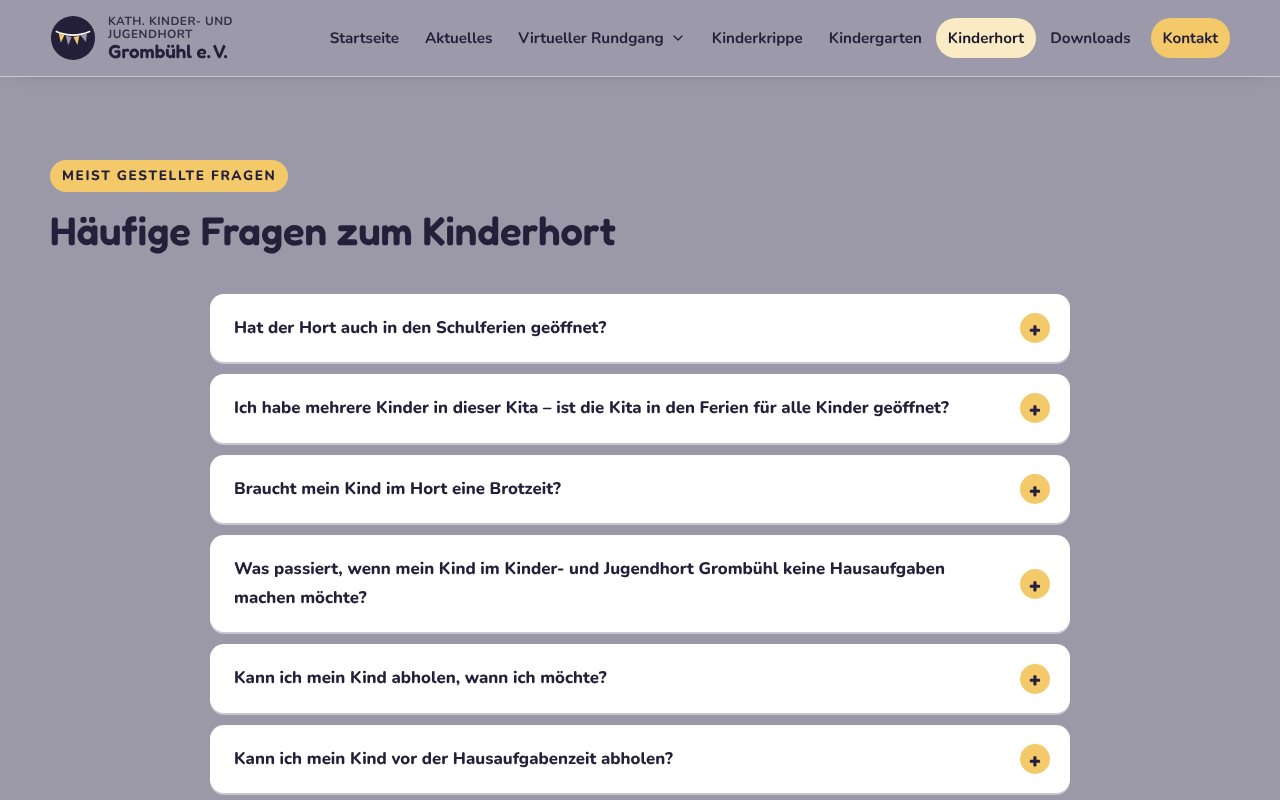 KATH. KINDER- UND
JUGENDHORT
Grombühl e.V.
Startseite
Aktuelles
Virtueller Rundgang
Kinderkrippe
Kindergarten
Kinderhort
Downloads
Kontakt
MEIST GESTELLTE FRAGEN
Häufige Fragen zum Kinderhort
Hat der Hort auch in den Schulferien geöffnet?
Ich habe mehrere Kinder in dieser Kita – ist die Kita in den Ferien für alle Kinder geöffnet?
Braucht mein Kind im Hort eine Brotzeit?
Was passiert, wenn mein Kind im Kinder- und Jugendhort Grombühl keine Hausaufgaben
machen möchte?
Kann ich mein Kind abholen, wann ich möchte?
Kann ich mein Kind vor der Hausaufgabenzeit abholen?